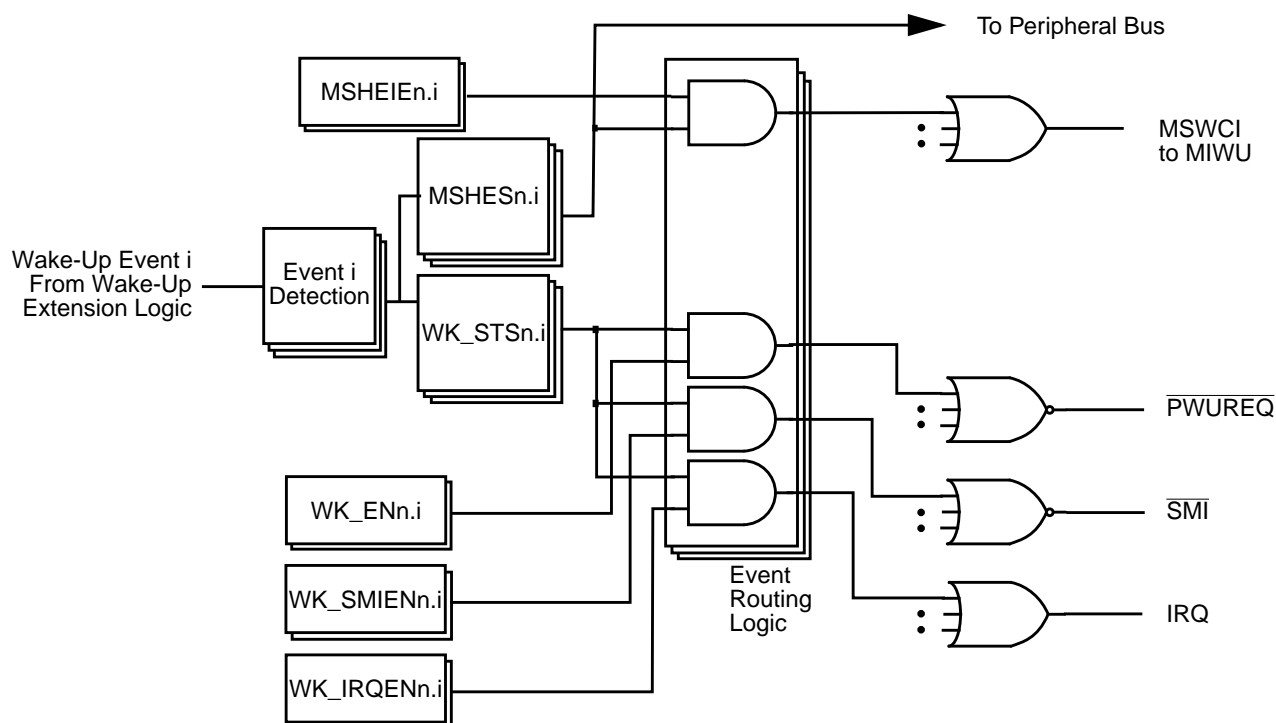 To Peripheral Bus
MSHEIEn.i
MSWCI
to MIWU
MSHESn.i
Wake-Up Event i
From Wake-Up
Extension Logic
Event i
Detection
WK_STSn.i
PWUREQ
WK_ENn.i
SMI
Event
Routing
Logic
WK_SMIENn.i
IRQ
WK_IRQENn.i